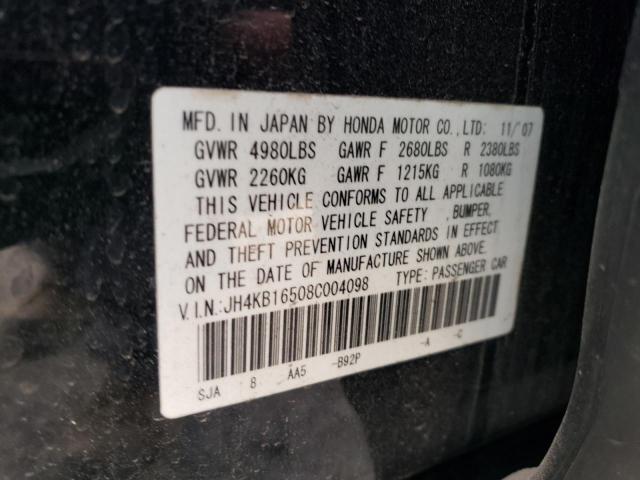 MFD. IN JAPAN BY HONDA MOTOR CO.,LTD: 11/'07
GVWR 4980LBS GAWR F 2680LBS R 2380LBS
GVWR 2260KG GAWR F 1215KG R 1080KG
THIS VEHICLE CONFORMS TO ALL APPLICABLE
FEDERAL MOTOR VEHICLE SAFETY ,BUMPER,
AND THEFT PREVENTION STANDARDS IN EFFECT
ON THE DATE OF MANUFACTURE SHOWN ABOVE.
V.I.N.:JH4KB16508C004098 TYPE: PASSENGER CAR
SJA 8 AA5 -B92P -A -C